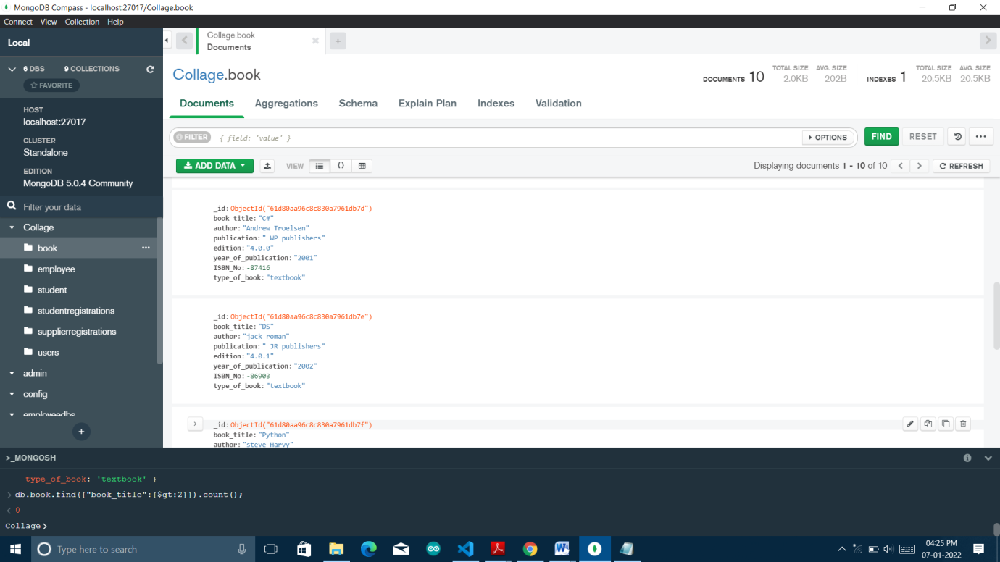 MongoDB Compass - localhost:27017/Collage.book
Connect View Collection Help
Local
Collage.book
Documents
6 DBS 9 COLLECTIONS
FAVORITE
HOST
localhost:27017
CLUSTER
Standalone
EDITION
MongoDB 5.0.4 Community
Filter your data
Collage
book
employee
student
studentregistrations
supplierregistrations
users
admin
config
employeedbs
Collage.book
DOCUMENTS 10 TOTAL SIZE 2.0KB AVG. SIZE 202B INDEXES 1 TOTAL SIZE 20.5KB AVG. SIZE 20.5KB
Documents Aggregations Schema Explain Plan Indexes Validation
FILTER { field: 'value' } OPTIONS FIND RESET
ADD DATA VIEW {} Displaying documents 1 - 10 of 10 REFRESH
_id: ObjectId("61d80aa96c8c830a7961db7d")
book_title: "C#"
author: "Andrew Troelsen"
publication: " WP publishers"
edition: "4.0.0"
year_of_publication: "2001"
ISBN_No: -87416
type_of_book: "textbook"
_id: ObjectId("61d80aa96c8c830a7961db7e")
book_title: "DS"
author: "jack roman"
publication: " JR publishers"
edition: "4.0.1"
year_of_publication: "2002"
ISBN_No: -86903
type_of_book: "textbook"
_id: ObjectId("61d80aa96c8c830a7961db7f")
book_title: "Python"
author: "steve Harvy"
>_MONGOSH
type_of_book: 'textbook' }
> db.book.find({"book_title":{$gt:2}}).count();
< 0
Collage>
Type here to search
04:25 PM
07-01-2022